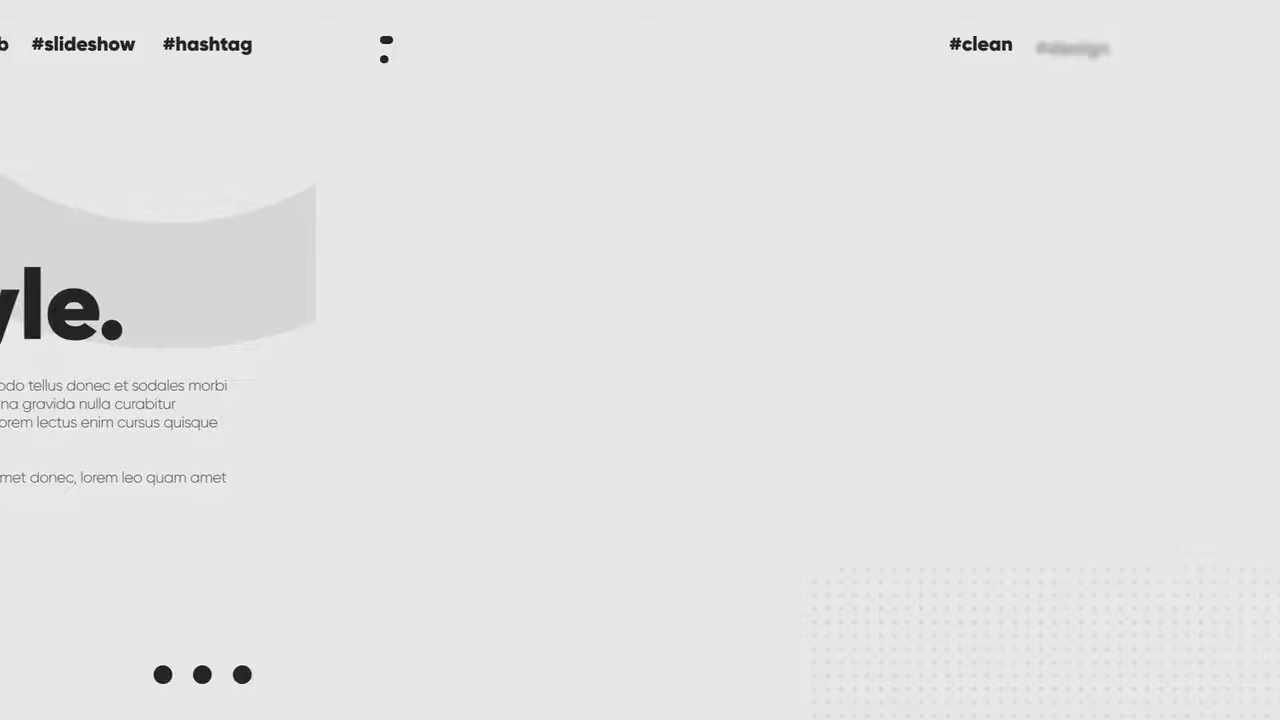 b #slideshow #hashtag
#clean #design
yle.
odo tellus donec et sodales morbi
na gravida nulla curabitur
orem lectus enim cursus quisque
met donec, lorem leo quam amet